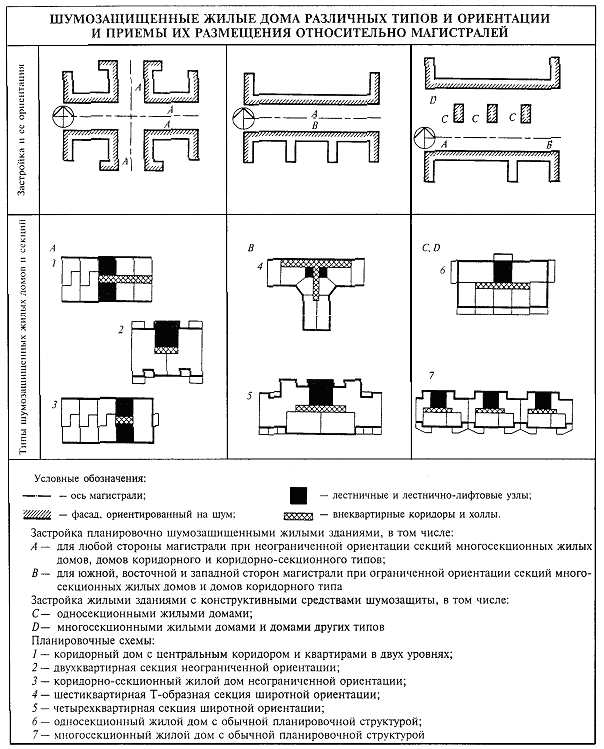 ШУМОЗАЩИЩЕННЫЕ ЖИЛЫЕ ДОМА РАЗЛИЧНЫХ ТИПОВ И ОРИЕНТАЦИИ
И ПРИЕМЫ ИХ РАЗМЕЩЕНИЯ ОТНОСИТЕЛЬНО МАГИСТРАЛЕЙ
Застройка и ее ориентация
А
А
А
А
А
В
D
С С С
А Б
Типы шумозащищенных жилых домов и секций
А
1
2
3
В
4
5
С, D
6
7
Условные обозначения:
— ось магистрали;
— лестничные и лестнично-лифтовые узлы;
— фасад, ориентированный на шум;
— внеквартирные коридоры и холлы.
Застройка планировочно шумозащишенными жилыми зданиями, в том числе:
А — для любой стороны магистрали при неограниченной ориентации секций многосекционных жилых
домов, домов коридорного и коридорно-секционного типов;
В — для южной, восточной и западной сторон магистрали при ограниченной ориентации секций много-
секционных жилых домов и домов коридорного типа
Застройка жилыми зданиями с конструктивными средствами шумозащиты, в том числе:
С — односекционными жилыми домами;
D — многосекционными жилыми домами и домами других типов
Планировочные схемы:
1 — коридорный дом с центральным коридором и квартирами в двух уровнях;
2 — двухквартирная секция неограниченной ориентации;
3 — коридорно-секционный жилой дом неограниченной ориентации;
4 — шестиквартирная Т-образная секция широтной ориентации;
5 — четырехквартирная секция широтной ориентации;
6 — односекционный жилой дом с обычной планировочной структурой;
7 — многосекционный жилой дом с обычной планировочной структурой